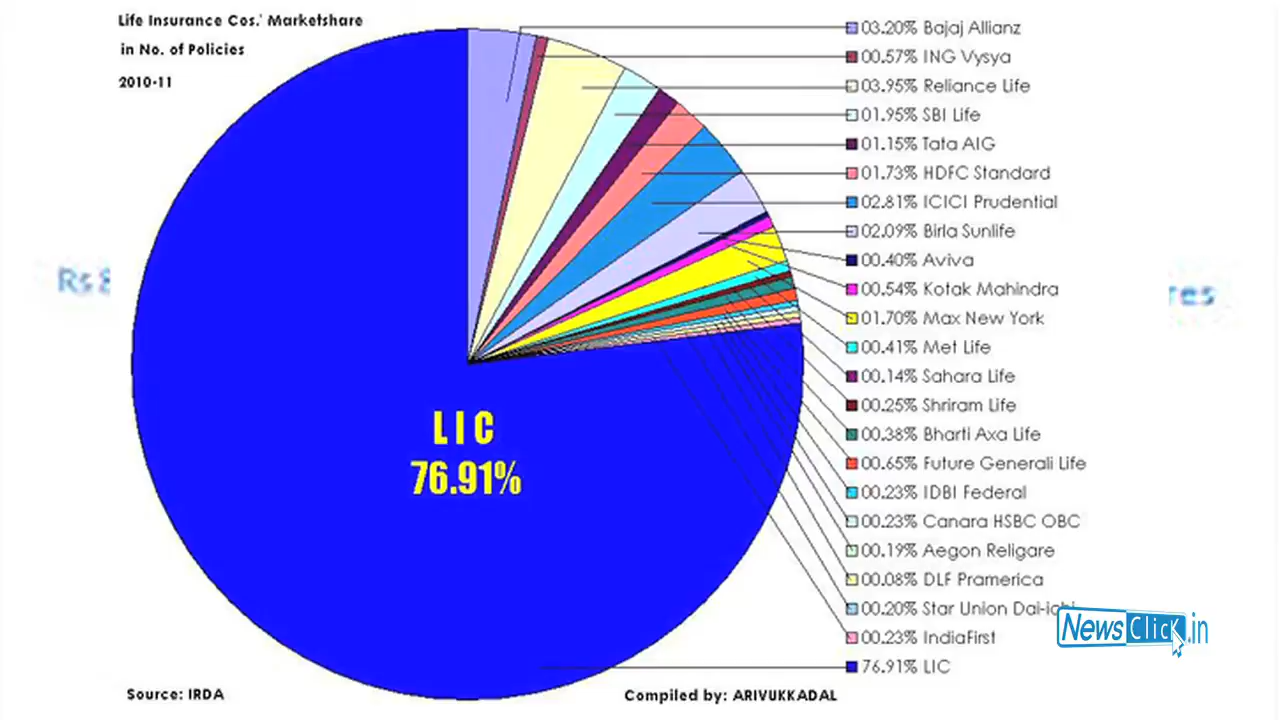 Life Insurance Cos.' Marketshare
in No. of Policies
2010-11
03.20% Bajaj Allianz
00.57% ING Vysya
03.95% Reliance Life
01.95% SBI Life
01.15% Tata AIG
01.73% HDFC Standard
02.81% ICICI Prudential
02.09% Birla Sunlife
00.40% Aviva
00.54% Kotak Mahindra
01.70% Max New York
00.41% Met Life
00.14% Sahara Life
00.25% Shriram Life
00.38% Bharti Axa Life
00.65% Future Generali Life
00.23% IDBI Federal
00.23% Canara HSBC OBC
00.19% Aegon Religare
00.08% DLF Pramerica
00.20% Star Union Dai-ichi
00.23% IndiaFirst
76.91% LIC
LIC
76.91%
Rs
res
NewsClick.in
Source: IRDA
Compiled by: ARIVUKKADAL